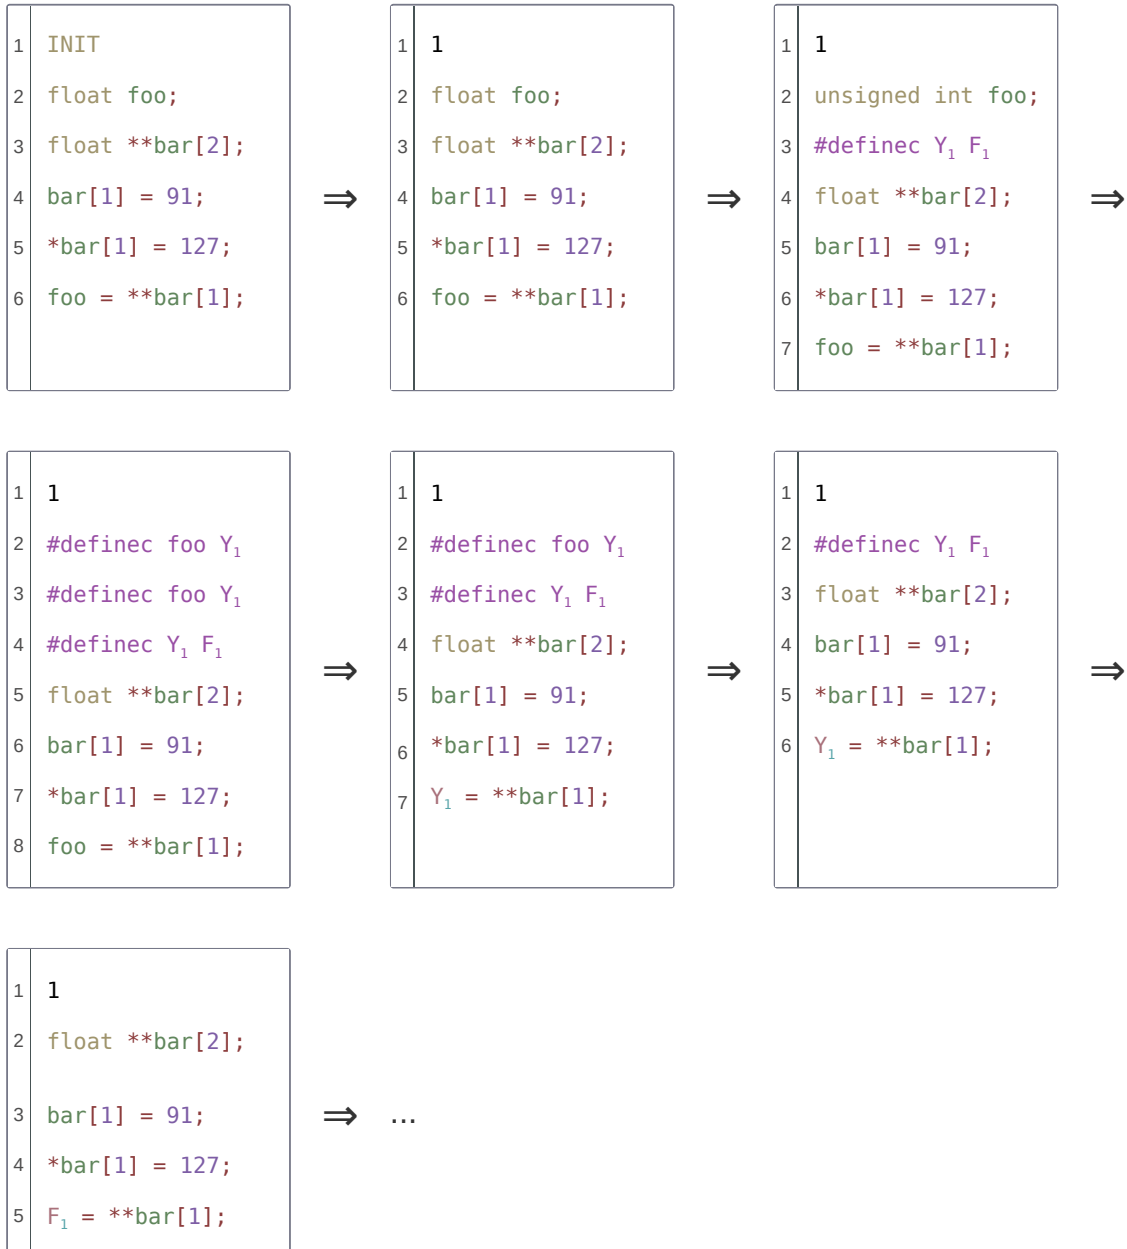 1 INIT
2 float foo;
3 float **bar[2];
4 bar[1] = 91;
5 *bar[1] = 127;
6 foo = **bar[1];
⇒
1 1
2 float foo;
3 float **bar[2];
4 bar[1] = 91;
5 *bar[1] = 127;
6 foo = **bar[1];
⇒
1 1
2 unsigned int foo;
3 #definec Y₁ F₁
4 float **bar[2];
5 bar[1] = 91;
6 *bar[1] = 127;
7 foo = **bar[1];
⇒
1 1
2 #definec foo Y₁
3 #definec foo Y₁
4 #definec Y₁ F₁
5 float **bar[2];
6 bar[1] = 91;
7 *bar[1] = 127;
8 foo = **bar[1];
⇒
1 1
2 #definec foo Y₁
3 #definec Y₁ F₁
4 float **bar[2];
5 bar[1] = 91;
6 *bar[1] = 127;
7 Y₁ = **bar[1];
⇒
1 1
2 #definec Y₁ F₁
3 float **bar[2];
4 bar[1] = 91;
5 *bar[1] = 127;
6 Y₁ = **bar[1];
⇒
1 1
2 float **bar[2];
3 bar[1] = 91;
4 *bar[1] = 127;
5 F₁ = **bar[1];
⇒ ...